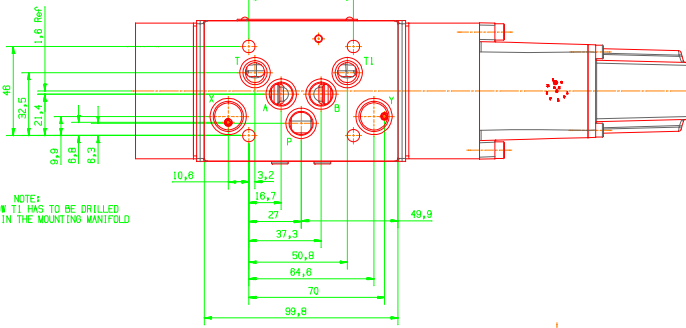 1,6 Ref
46
32,5
21,4
9,9
6,8
6,3
T
T1
X
A
B
Y
P
10,6
3,2
16,7
27
49,9
37,3
50,8
64,6
70
99,8
NOTE:
T1 HAS TO BE DRILLED
IN THE MOUNTING MANIFOLD